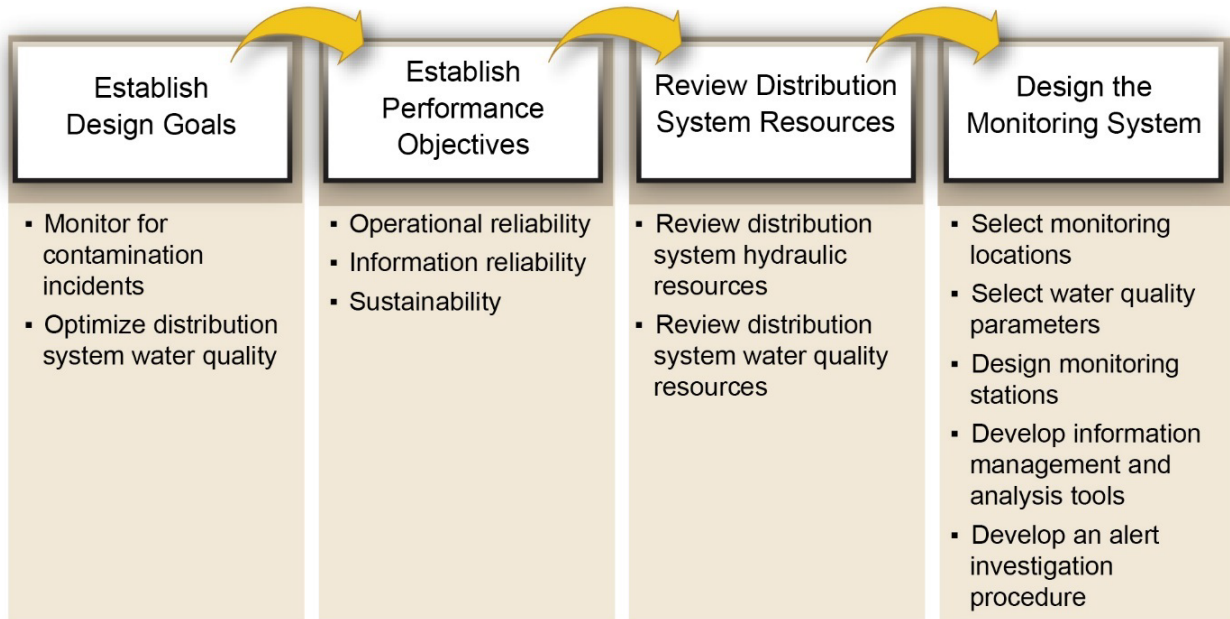 Establish
Design Goals
▪ Monitor for
contamination
incidents
▪ Optimize distribution
system water quality
Establish
Performance
Objectives
▪ Operational reliability
▪ Information reliability
▪ Sustainability
Review Distribution
System Resources
▪ Review distribution
system hydraulic
resources
▪ Review distribution
system water quality
resources
Design the
Monitoring System
▪ Select monitoring
locations
▪ Select water quality
parameters
▪ Design monitoring
stations
▪ Develop information
management and
analysis tools
▪ Develop an alert
investigation
procedure